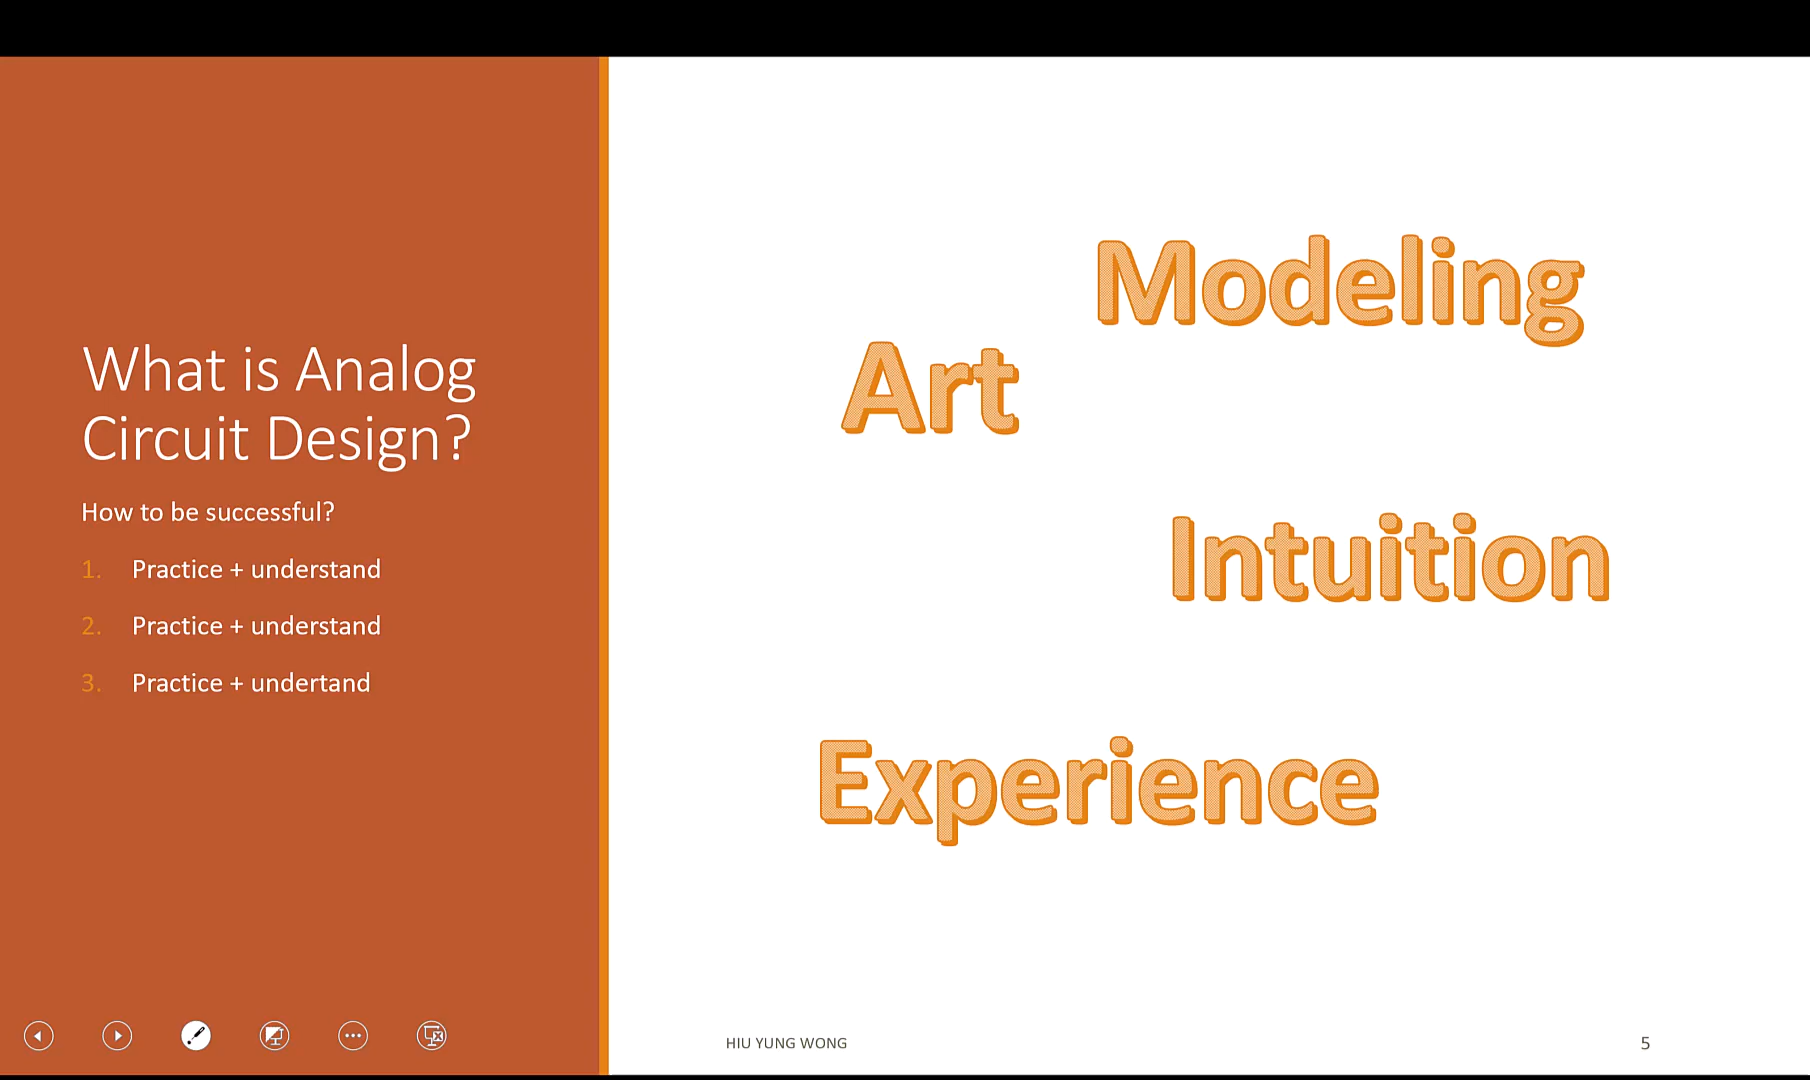 What is Analog
Circuit Design?
How to be successful?
1. Practice + understand
2. Practice + understand
3. Practice + undertand
Modeling
Art
Intuition
Experience
HIU YUNG WONG
5